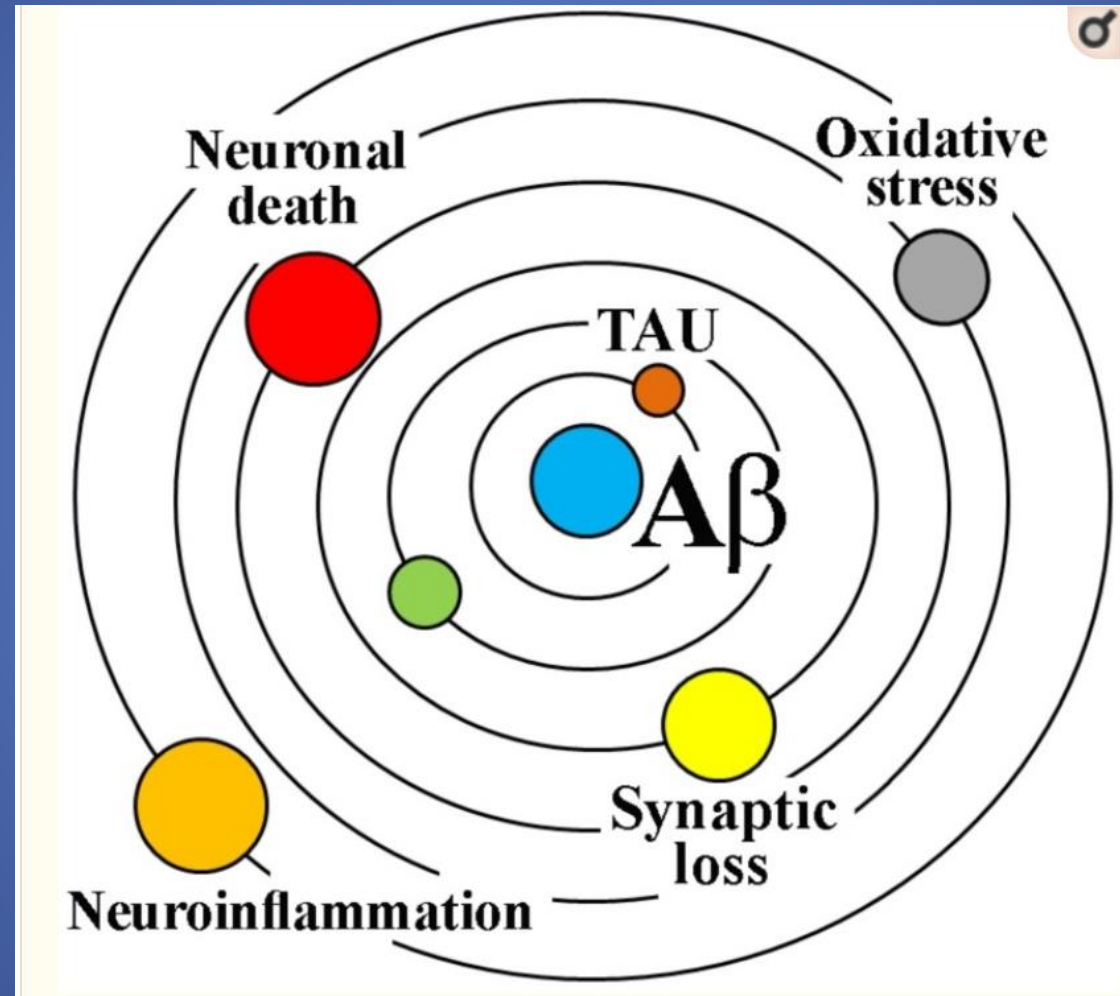 Neuronal
death
Oxidative
stress
TAU
Aβ
Synaptic
loss
Neuroinflammation